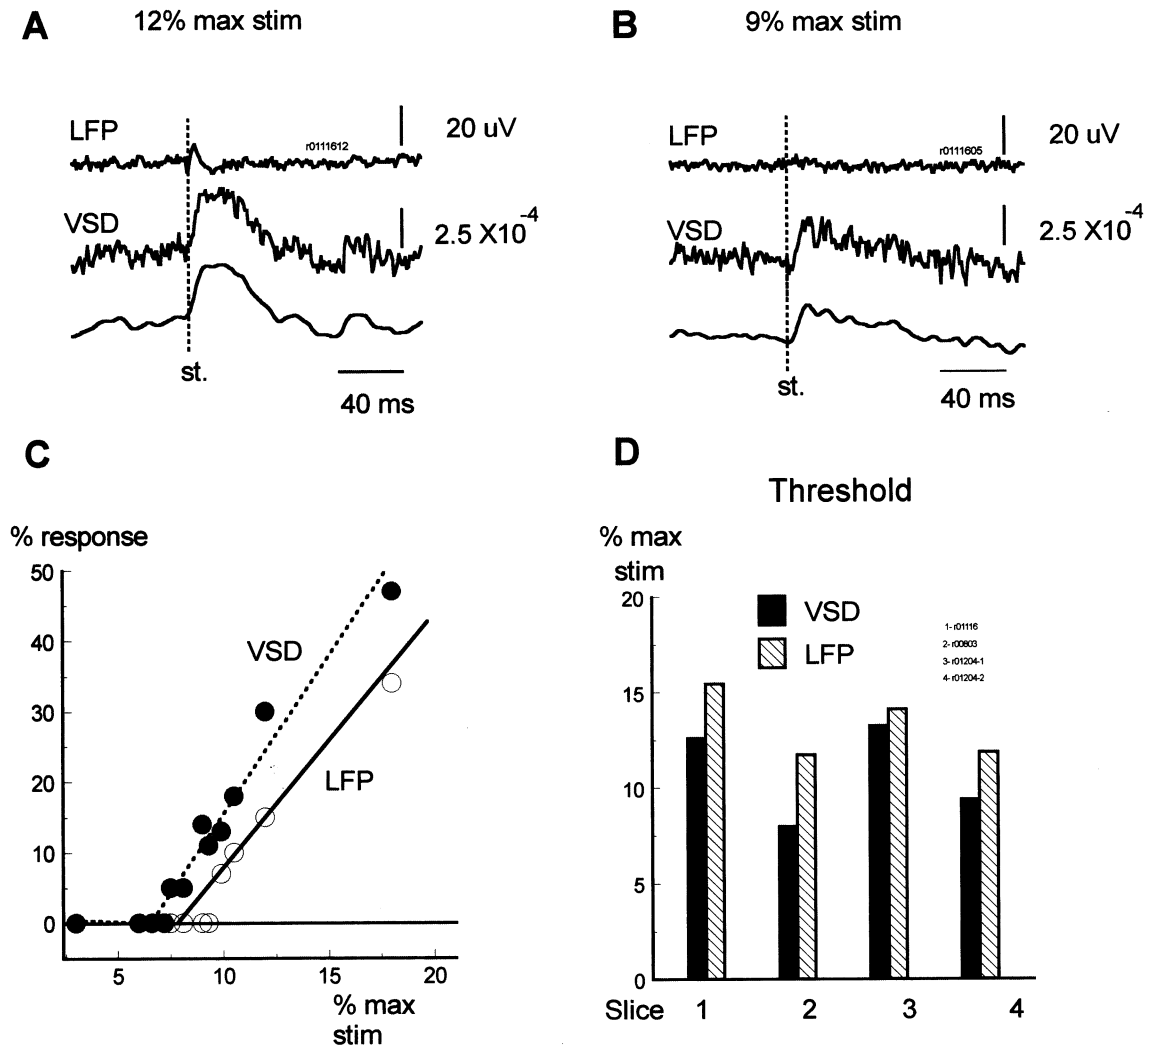 A 12% max stim
LFP
r0111612
20 uV
VSD
2.5 X10-4
st.
40 ms
B 9% max stim
LFP
r0111605
20 uV
VSD
2.5 X10-4
st.
40 ms
C
% response
50
40
30
20
10
0
VSD
LFP
5 10 15 20
% max
stim
D
Threshold
% max
stim
20
15
10
5
0
VSD
LFP
1- r01116
2- r00803
3- r01204-1
4- r01204-2
Slice 1 2 3 4